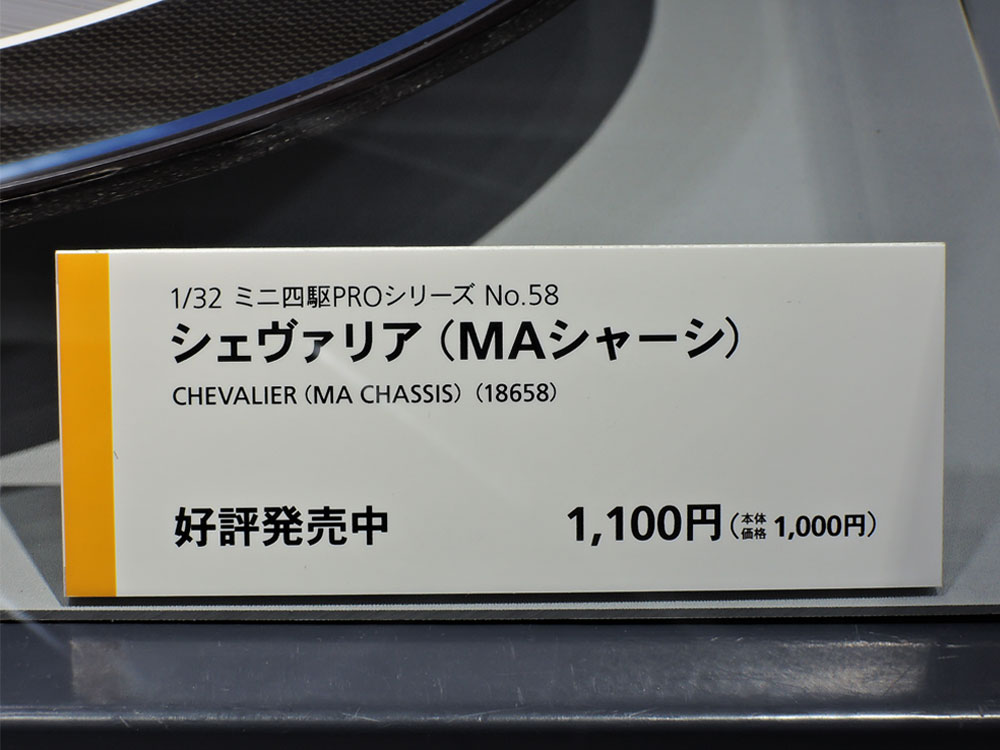 1/32 ミニ四駆PROシリーズ No.58
シェヴァリア（MAシャーシ）
CHEVALIER（MA CHASSIS）（18658）
好評発売中 1,100円（本体価格 1,000円）